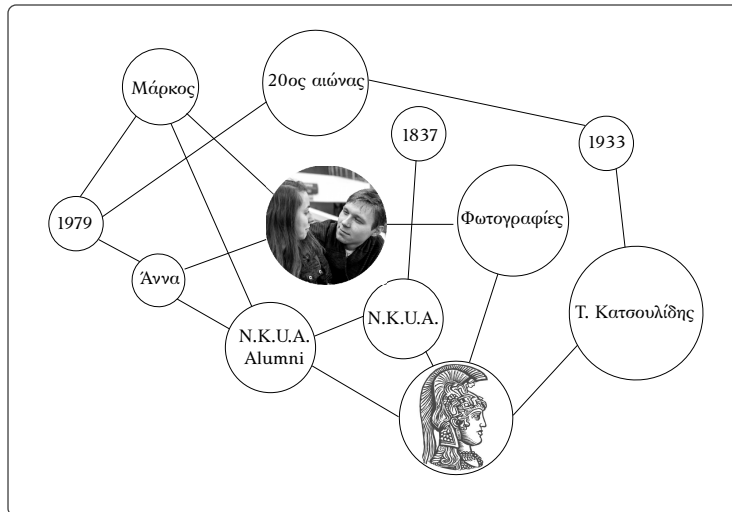 Μάρκος
20ος αιώνας
1837
1933
1979
Φωτογραφίες
Άννα
N.K.U.A.
Alumni
N.K.U.A.
Τ. Κατσουλίδης